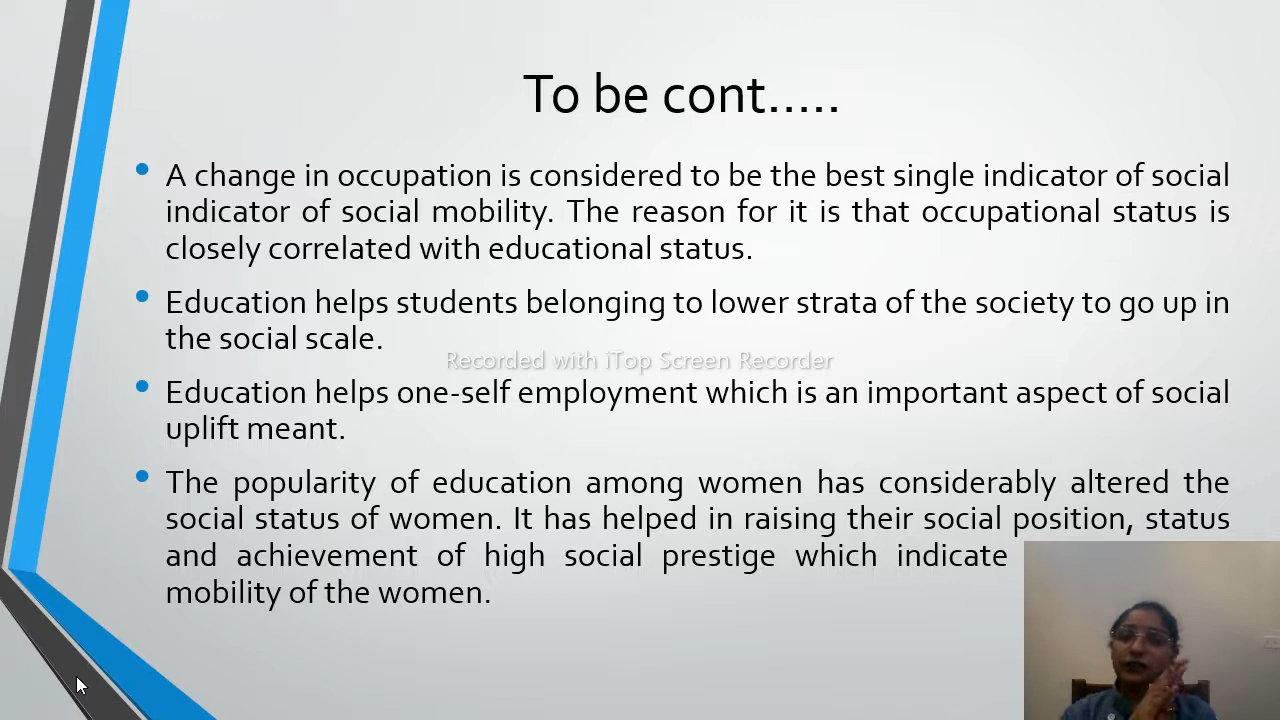 To be cont.....
A change in occupation is considered to be the best single indicator of social
indicator of social mobility. The reason for it is that occupational status is
closely correlated with educational status.
Education helps students belonging to lower strata of the society to go up in
the social scale.
Recorded with iTop Screen Recorder
Education helps one-self employment which is an important aspect of social
uplift meant.
The popularity of education among women has considerably altered the
social status of women. It has helped in raising their social position, status
and achievement of high social prestige which indicate
mobility of the women.